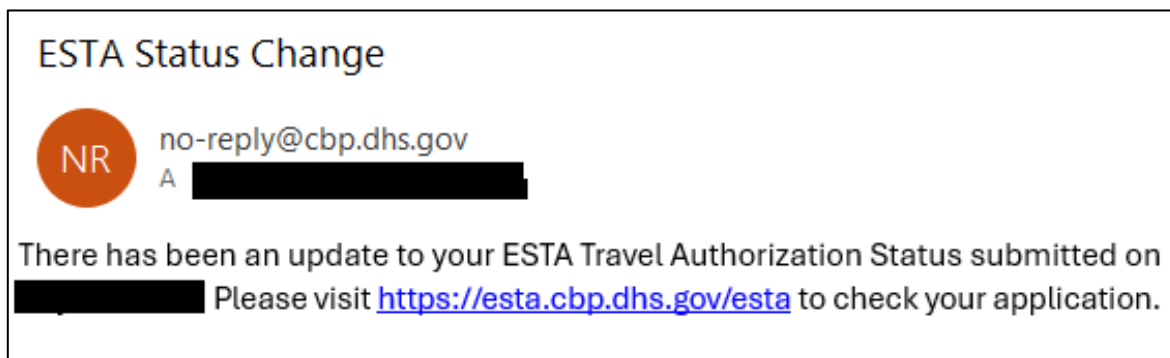 ESTA Status Change
NR
no-reply@cbp.dhs.gov
A
There has been an update to your ESTA Travel Authorization Status submitted on
Please visit https://esta.cbp.dhs.gov/esta to check your application.